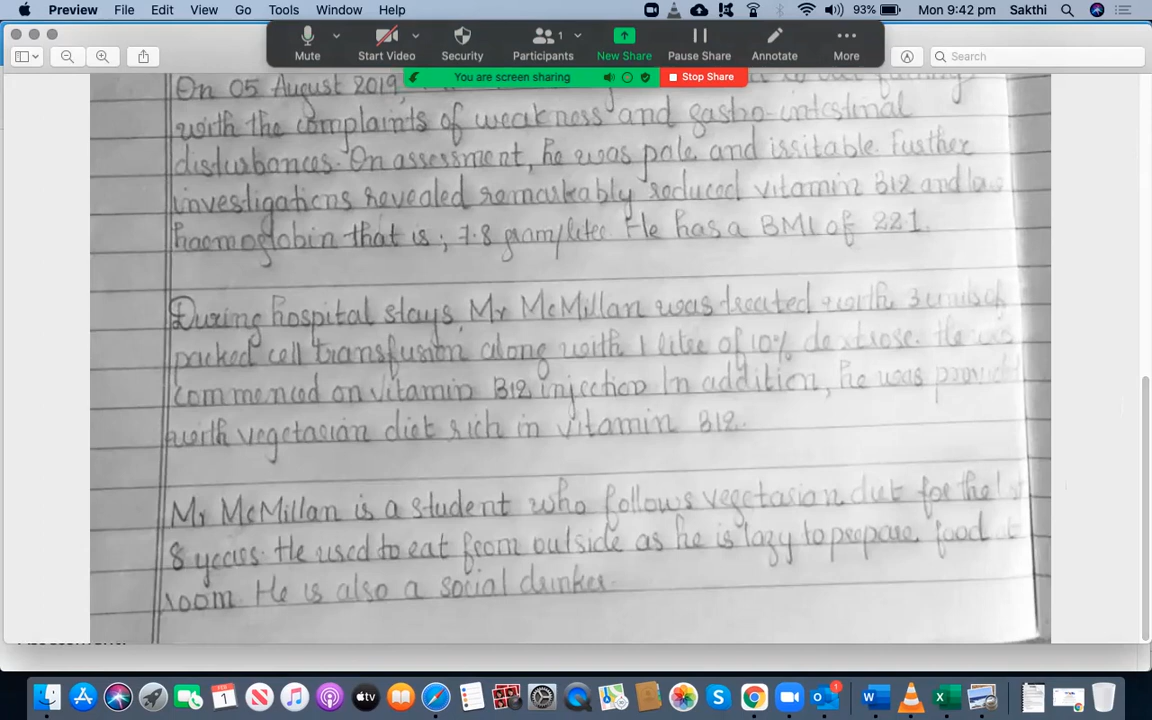 Preview File Edit View Go Tools Window Help 93% Mon 9:42 pm Sakthi
Mute Start Video Security Participants 1 New Share Pause Share Annotate More Search
You are screen sharing Stop Share
On 05 August 2019,
with the complaints of weakness and gastro-intestinal
disturbances. On assessment, he was pale and irritable. Further
investigations revealed remarkably reduced vitamin B12 and low
haemoglobin that is; 7.8 gram/liter He has a BMI of 22.1.
During hospital stays, Mr McMillan was treated with 3 units of
packed cell transfusion along with 1 litre of 10% dextrose. He was
commenced on vitamin B12 injection In addition, he was
with vegetarian diet rich in vitamin B12.
Mr McMillan is a student who follows vegetarian diet for the
8 years. He used to eat from outside as he is lazy to prepare food
room. He is also a social drinker.
FEB 1 tv 1